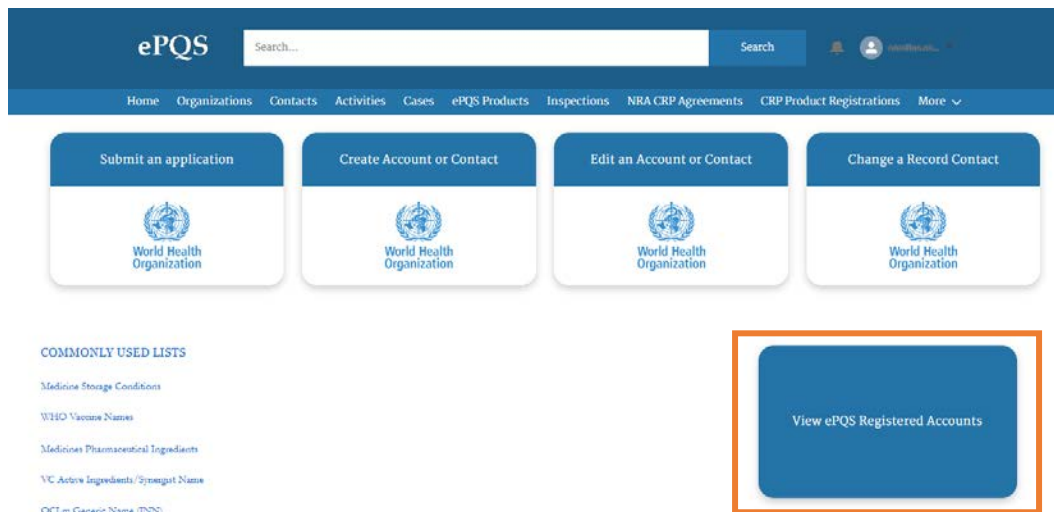 ePQS Search... Search
Home Organizations Contacts Activities Cases ePQS Products Inspections NRA CRP Agreements CRP Product Registrations More
Submit an application
World Health
Organization
Create Account or Contact
World Health
Organization
Edit an Account or Contact
World Health
Organization
Change a Record Contact
World Health
Organization
COMMONLY USED LISTS
Medicine Storage Conditions
WHO Vaccine Names
Medicines Pharmaceutical Ingredients
VC Active Ingredients/Synergist Name
Generic Name (INN)
View ePQS Registered Accounts